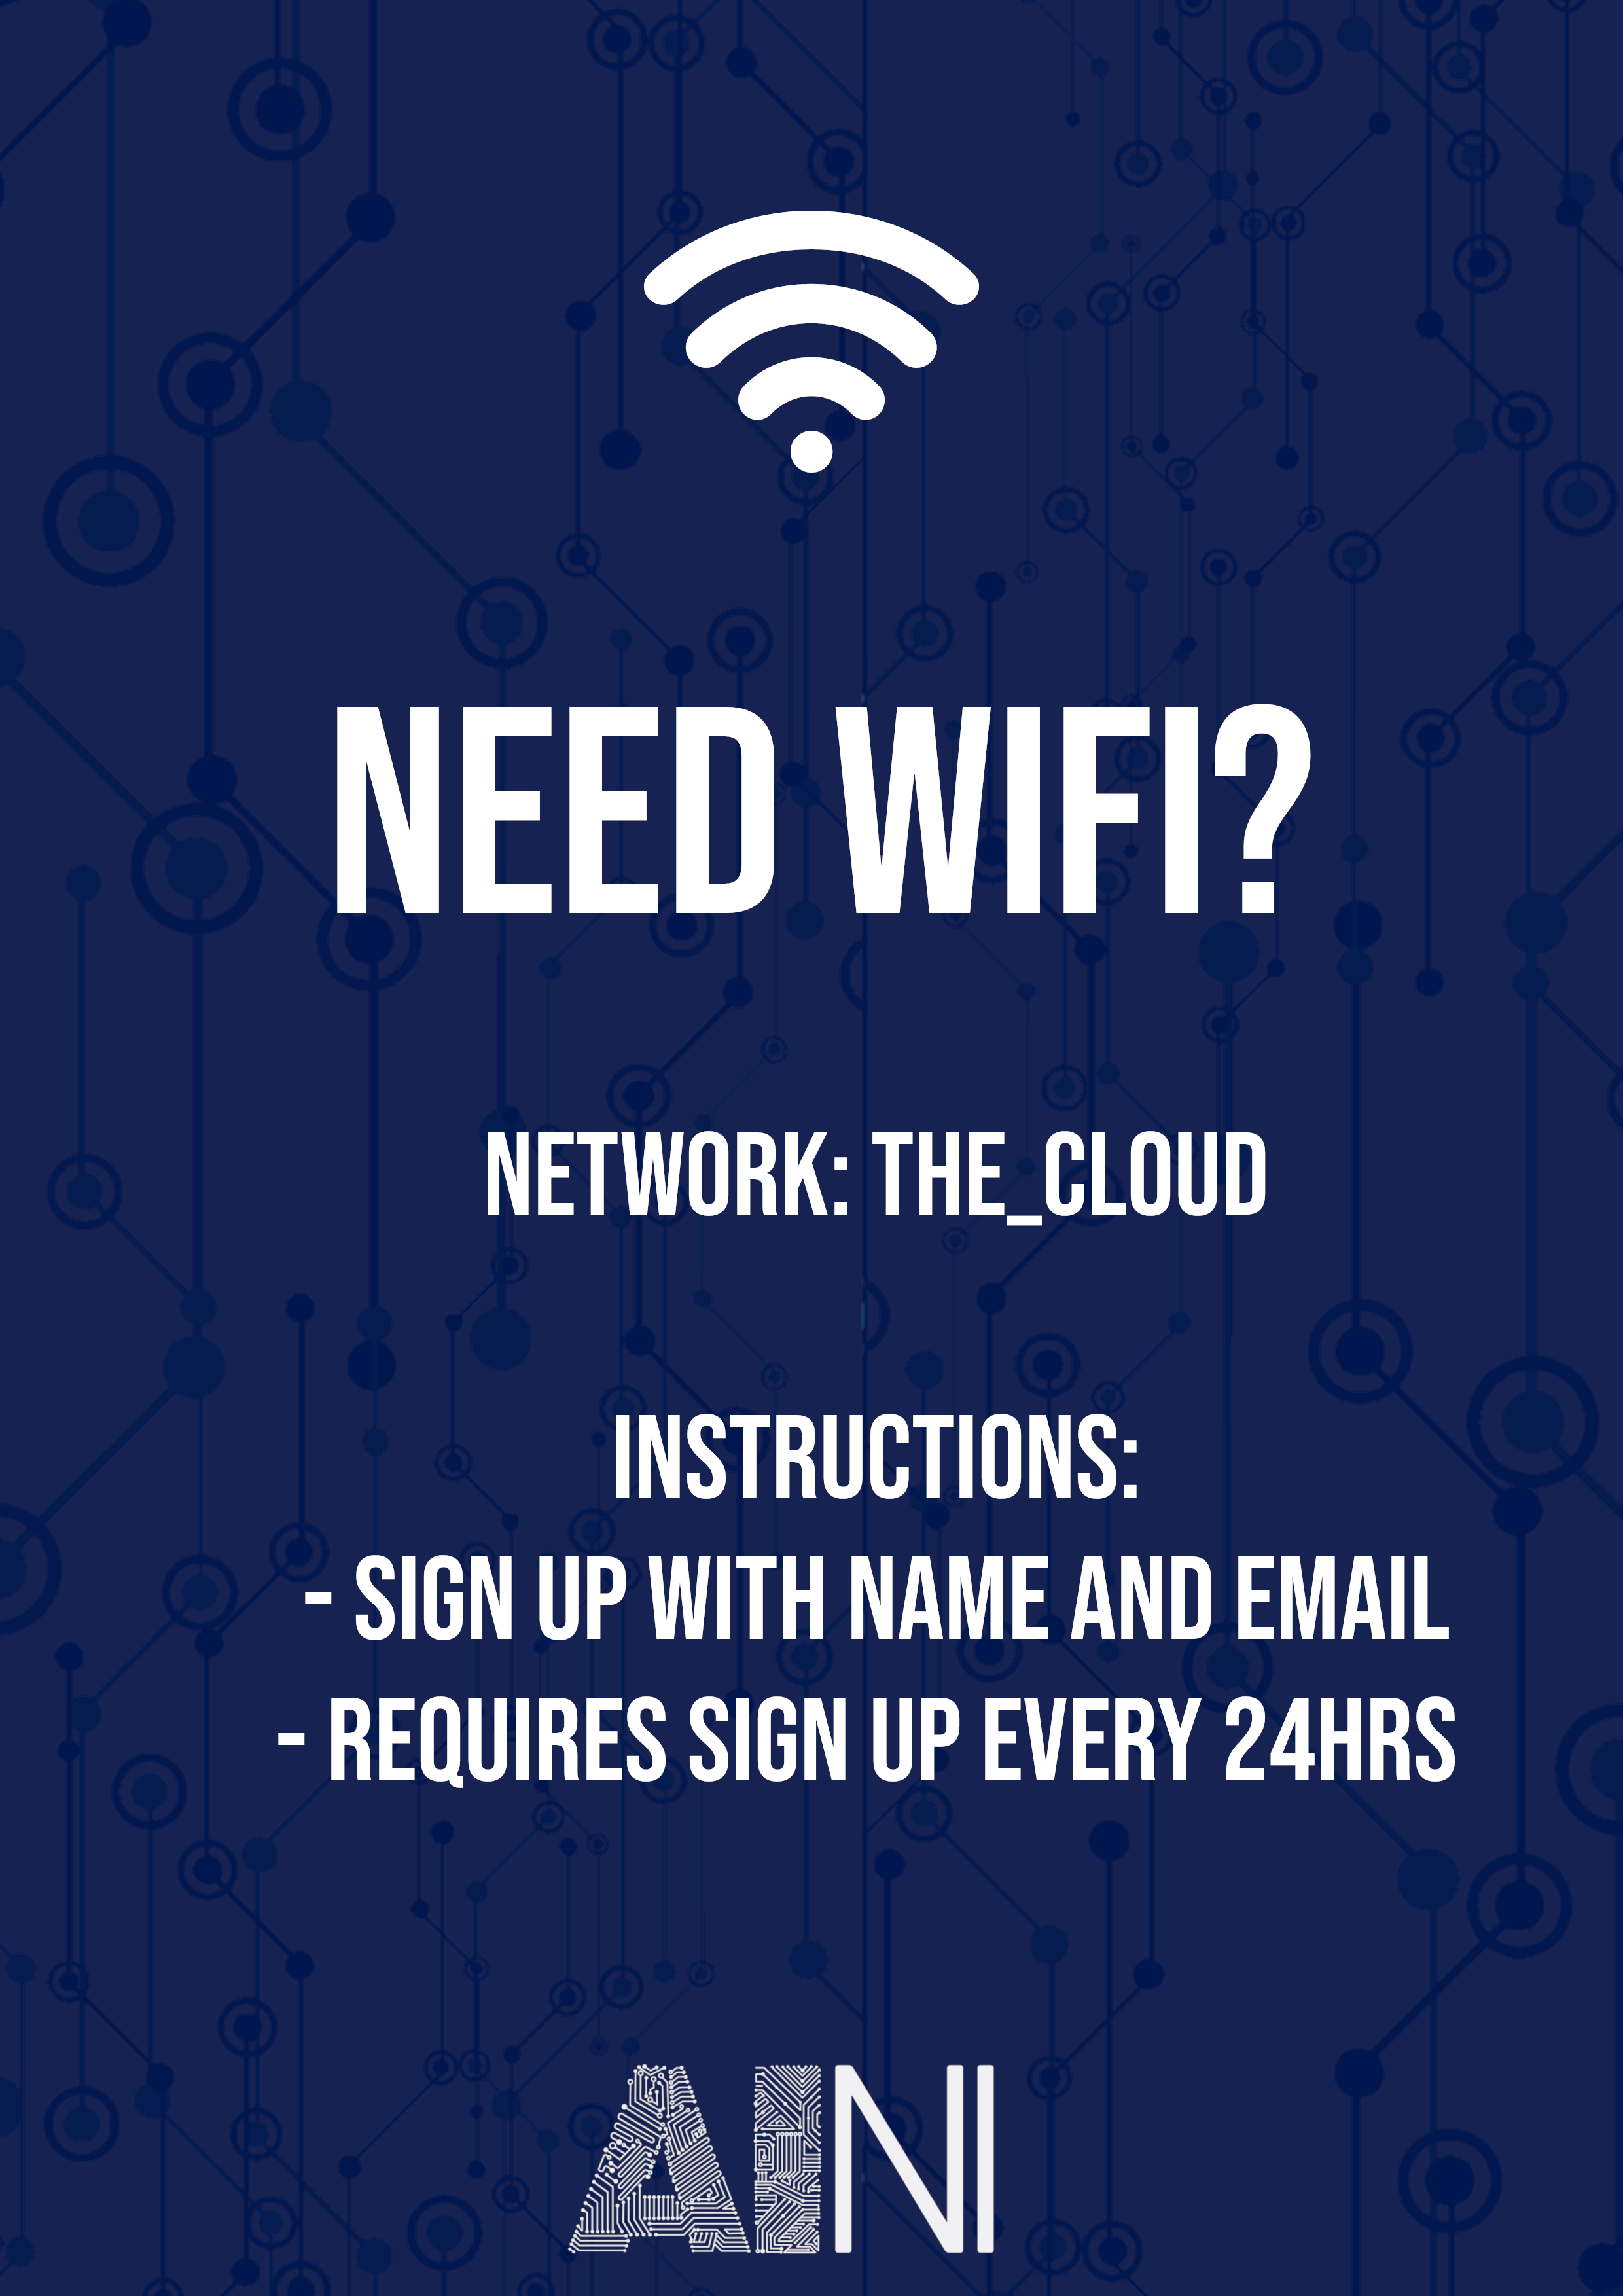 NEED WIFI?
NETWORK: THE_CLOUD
INSTRUCTIONS:
- SIGN UP WITH NAME AND EMAIL
- REQUIRES SIGN UP EVERY 24HRS
AINI